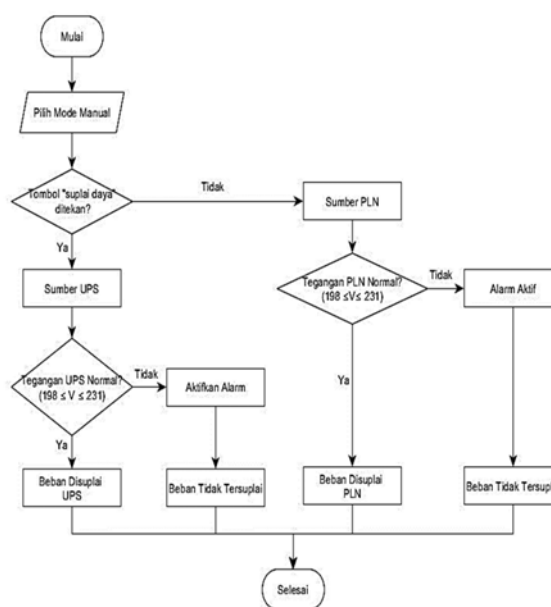 Mulai
Pilih Mode Manual
Tombol "suplai daya"
ditekan?
Tidak
Sumber PLN
Ya
Sumber UPS
Tegangan PLN Normal?
(198 ≤V≤ 231)
Tidak
Alarm Aktif
Tegangan UPS Normal?
(198 ≤ V ≤ 231)
Tidak
Aktifkan Alarm
Ya
Ya
Beban Disuplai
UPS
Beban Tidak Tersuplai
Beban Disuplai
PLN
Beban Tidak Tersupl
Selesai